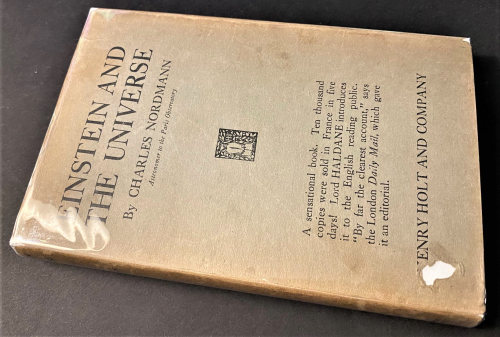 EINSTEIN AND
THE UNIVERSE
By CHARLES NORDMANN
Astronomer to the Paris Observatory
A sensational book. Ten thousand
copies were sold in France in five
days! Lord HALDANE introduces
it to the English reading public.
"By far the clearest account," says
the London Daily Mail, which gave
it an editorial.
HENRY HOLT AND COMPANY